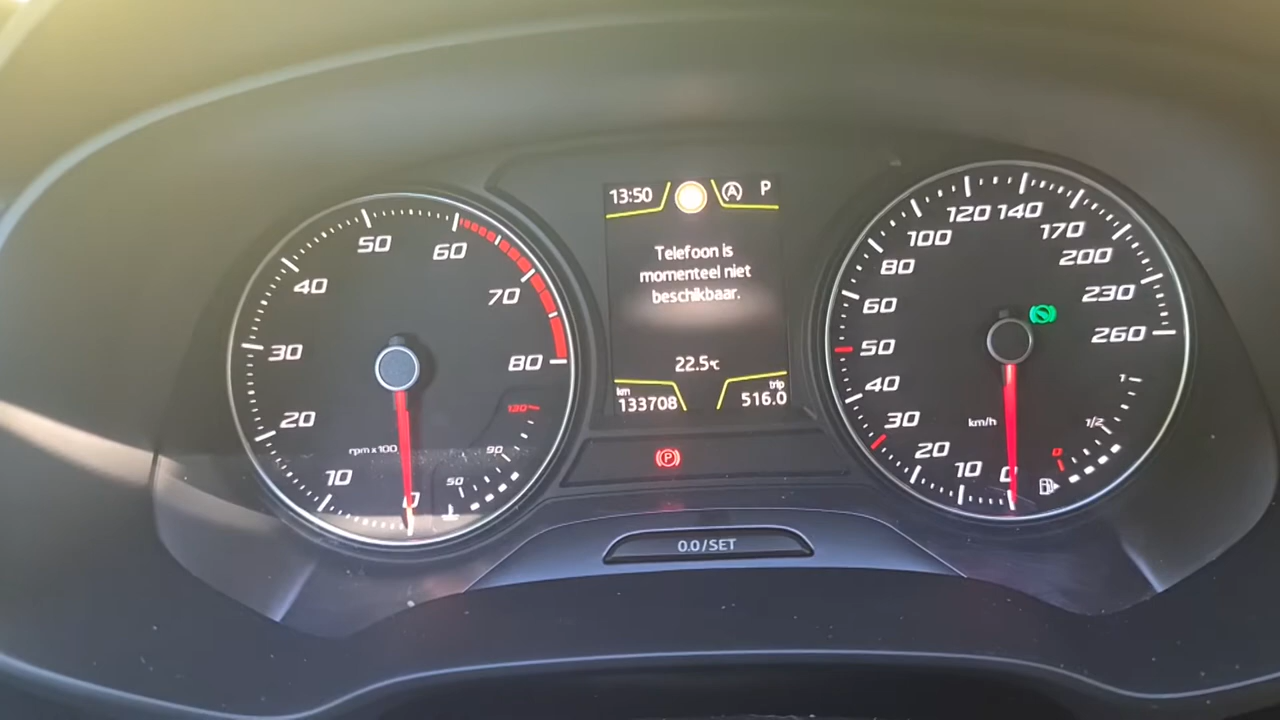 13:50 A P
Telefoon is
momenteel niet
beschikbaar.
22.5°C
km
133708
trip
516.0
0
10
20
30
40
50
60
70
80
rpm x 100
50
90
130
0
10
20
30
40
50
60
80
100
120
140
170
200
230
260
km/h
0
1/2
1
P
0.0/SET